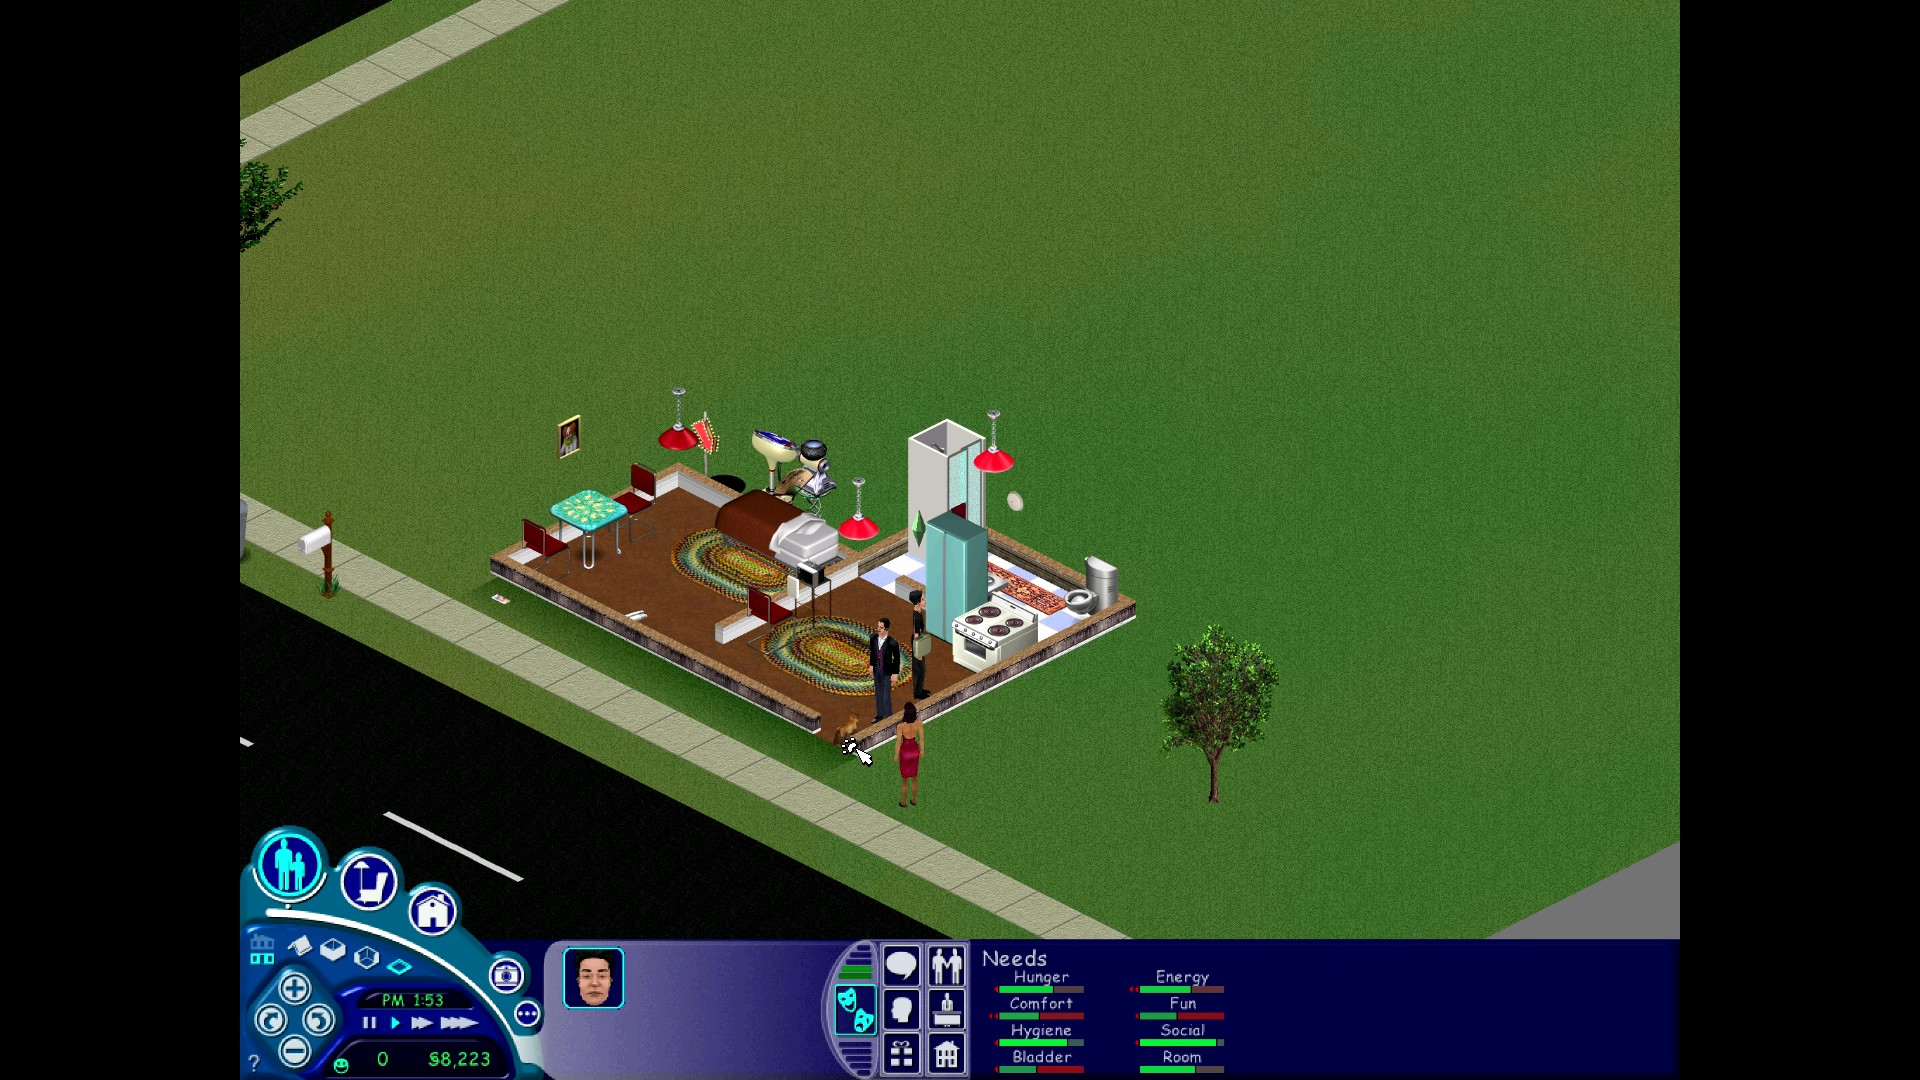 Needs
Hunger Energy
Comfort Fun
Hygiene Social
Bladder Room
PM 1:53
?
0 §8,223